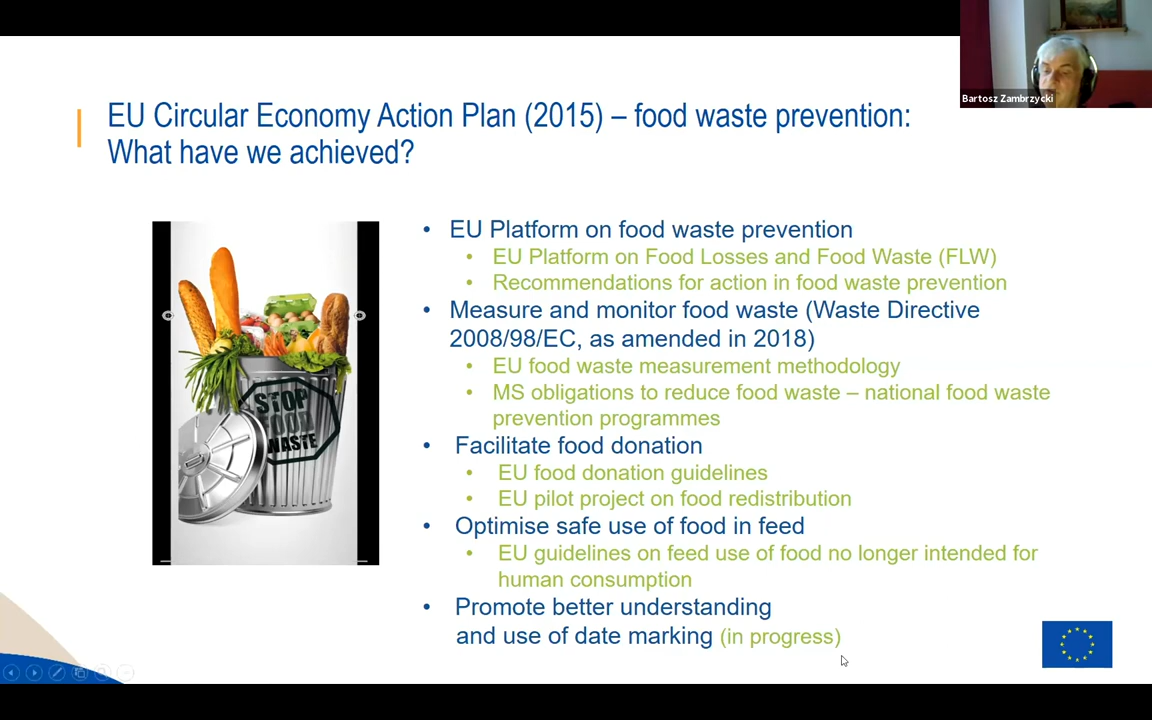 Bartosz Zambrzycki
EU Circular Economy Action Plan (2015) – food waste prevention:
What have we achieved?
STOP
FOOD
WASTE
• EU Platform on food waste prevention
• EU Platform on Food Losses and Food Waste (FLW)
• Recommendations for action in food waste prevention
• Measure and monitor food waste (Waste Directive
2008/98/EC, as amended in 2018)
• EU food waste measurement methodology
• MS obligations to reduce food waste – national food waste
prevention programmes
• Facilitate food donation
• EU food donation guidelines
• EU pilot project on food redistribution
• Optimise safe use of food in feed
• EU guidelines on feed use of food no longer intended for
human consumption
• Promote better understanding
and use of date marking (in progress)